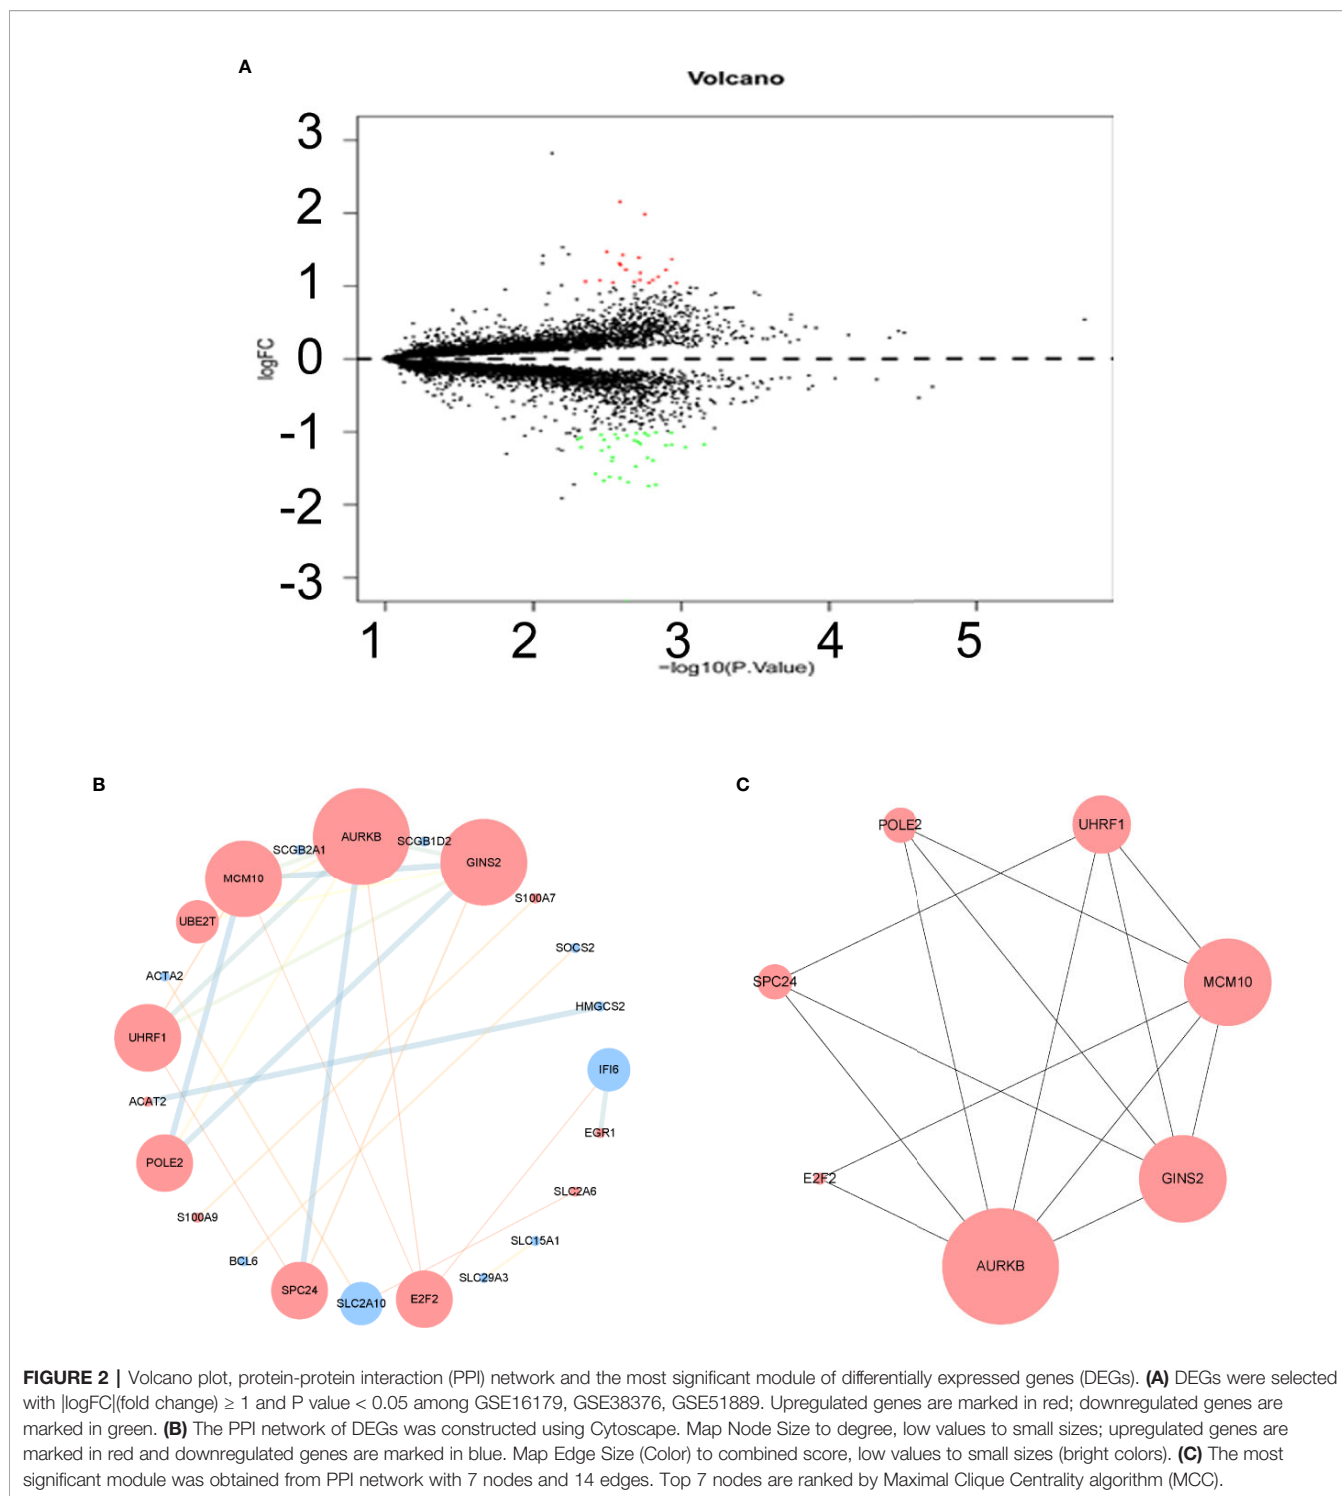 A
Volcano
3
2
1
0
-1
-2
-3
logFC
1 2 3 4 5
−log10(P.Value)
B
AURKB
SCGB1D2
SCGB2A1
GINS2
MCM10
S100A7
UBE2T
SOCS2
ACTA2
HMGCS2
UHRF1
IFI6
ACAT2
EGR1
POLE2
SLC2A6
S100A9
SLC15A1
BCL6
SLC29A3
SPC24
SLC2A10
E2F2
C
POLE2
UHRF1
SPC24
MCM10
E2F2
GINS2
AURKB
FIGURE 2 | Volcano plot, protein-protein interaction (PPI) network and the most significant module of differentially expressed genes (DEGs). (A) DEGs were selected
with |logFC|(fold change) ≥ 1 and P value < 0.05 among GSE16179, GSE38376, GSE51889. Upregulated genes are marked in red; downregulated genes are
marked in green. (B) The PPI network of DEGs was constructed using Cytoscape. Map Node Size to degree, low values to small sizes; upregulated genes are
marked in red and downregulated genes are marked in blue. Map Edge Size (Color) to combined score, low values to small sizes (bright colors). (C) The most
significant module was obtained from PPI network with 7 nodes and 14 edges. Top 7 nodes are ranked by Maximal Clique Centrality algorithm (MCC).